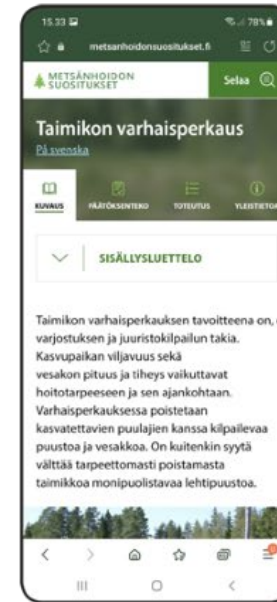 15.33 78%
metsanhoidonsuositukset.fi
METSÄNHOIDON
SUOSITUKSET
Selaa
Taimikon varhaisperkaus
På svenska
KUVAUS PÄÄTÖKSENTEKO TOTEUTUS YLEISTIETOA
SISÄLLYSLUETTELO
Taimikon varhaisperkauksen tavoitteena on,
varjostuksen ja juuristokilpailun takia.
Kasvupaikan viljavuus sekä
vesakon pituus ja tiheys vaikuttavat
hoitotarpeeseen ja sen ajankohtaan.
Varhaisperkauksessa poistetaan
kasvatettavien puulajien kanssa kilpailevaa
puustoa ja vesakkoa. On kuitenkin syytä
välttää tarpeettomasti poistamasta
taimikkoa monipuolistavaa lehtipuustoa.